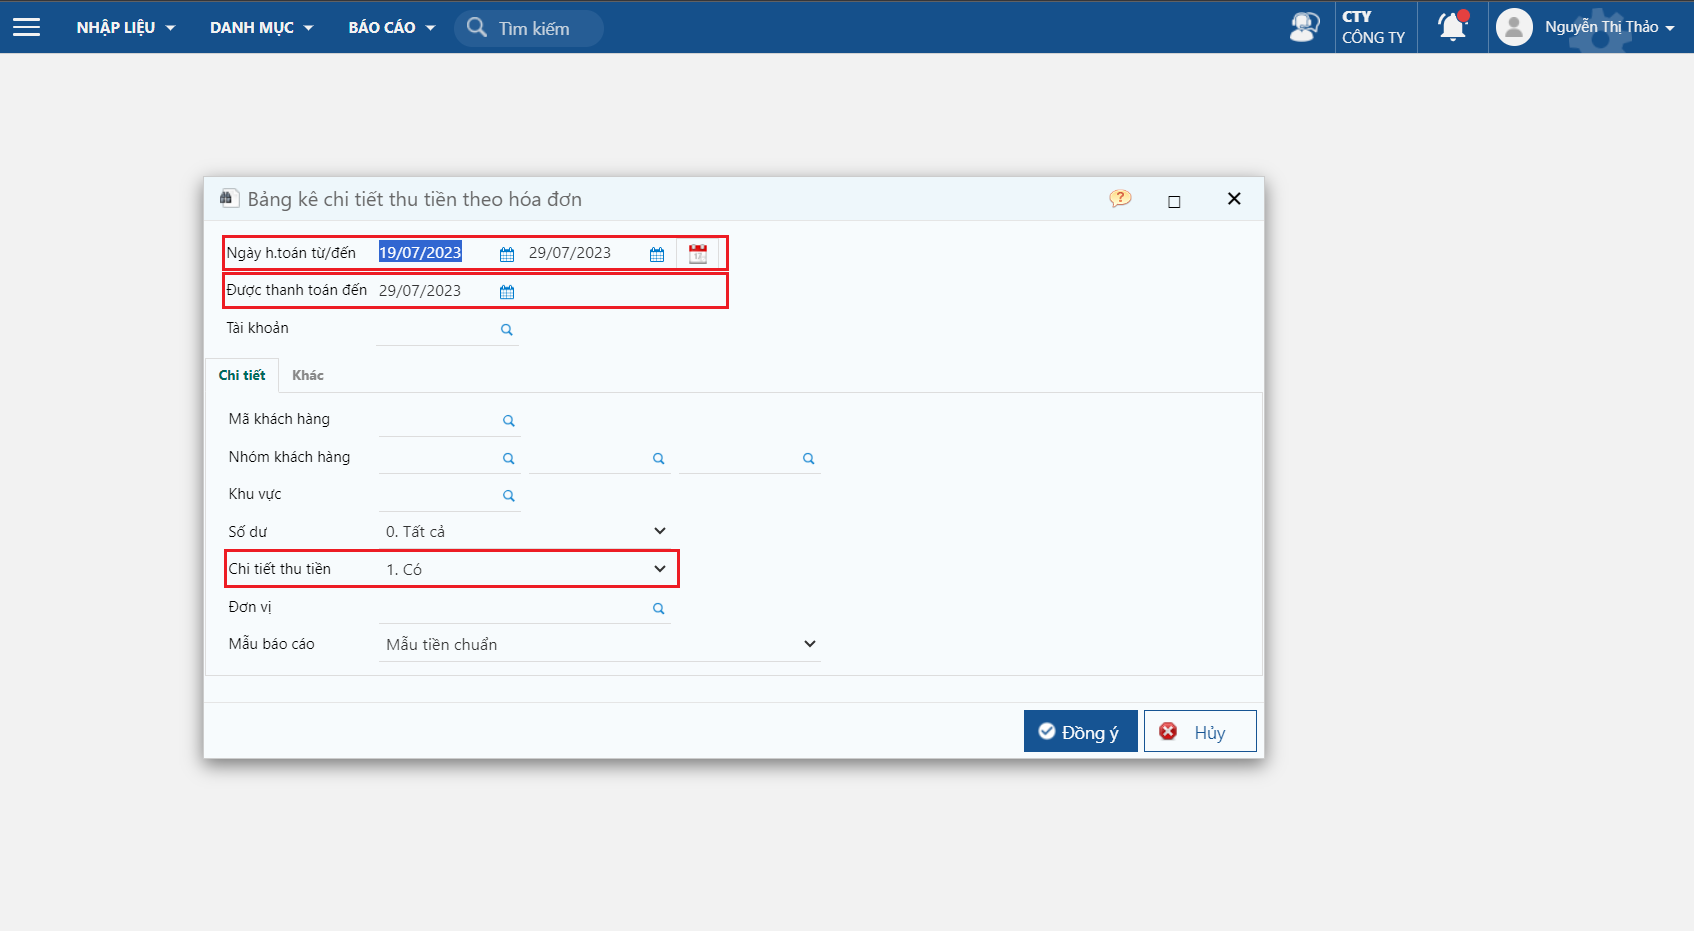 NHẬP LIỆU DANH MỤC BÁO CÁO Tìm kiếm CTY Nguyễn Thị Thảo
CÔNG TY
Bảng kê chi tiết thu tiền theo hóa đơn
Ngày h.toán từ/đến 19/07/2023 29/07/2023
Được thanh toán đến 29/07/2023
Tài khoản
Chi tiết Khác
Mã khách hàng
Nhóm khách hàng
Khu vực
Số dư 0. Tất cả
Chi tiết thu tiền 1. Có
Đơn vị
Mẫu báo cáo Mẫu tiền chuẩn
Đồng ý Hủy